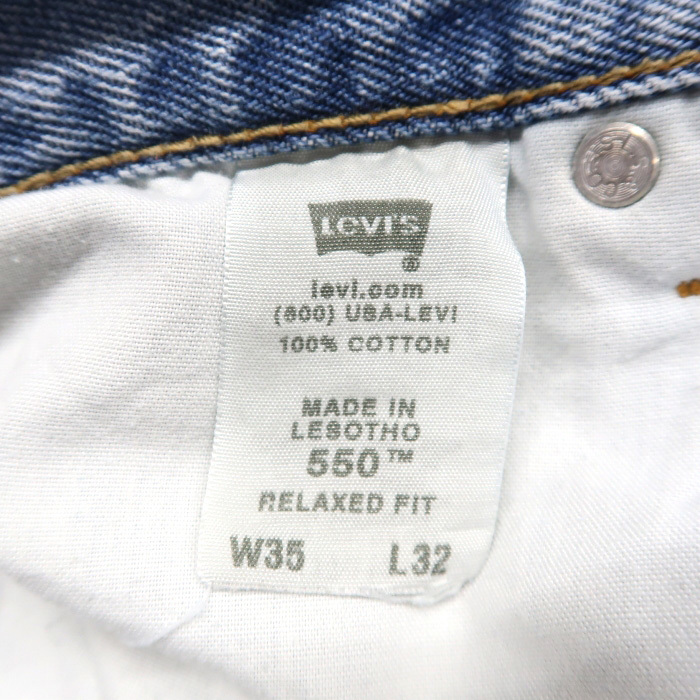 LEVI'S
®
levi.com
(800) USA-LEVI
100% COTTON
MADE IN
LESOTHO
550™
RELAXED FIT
W35 L32